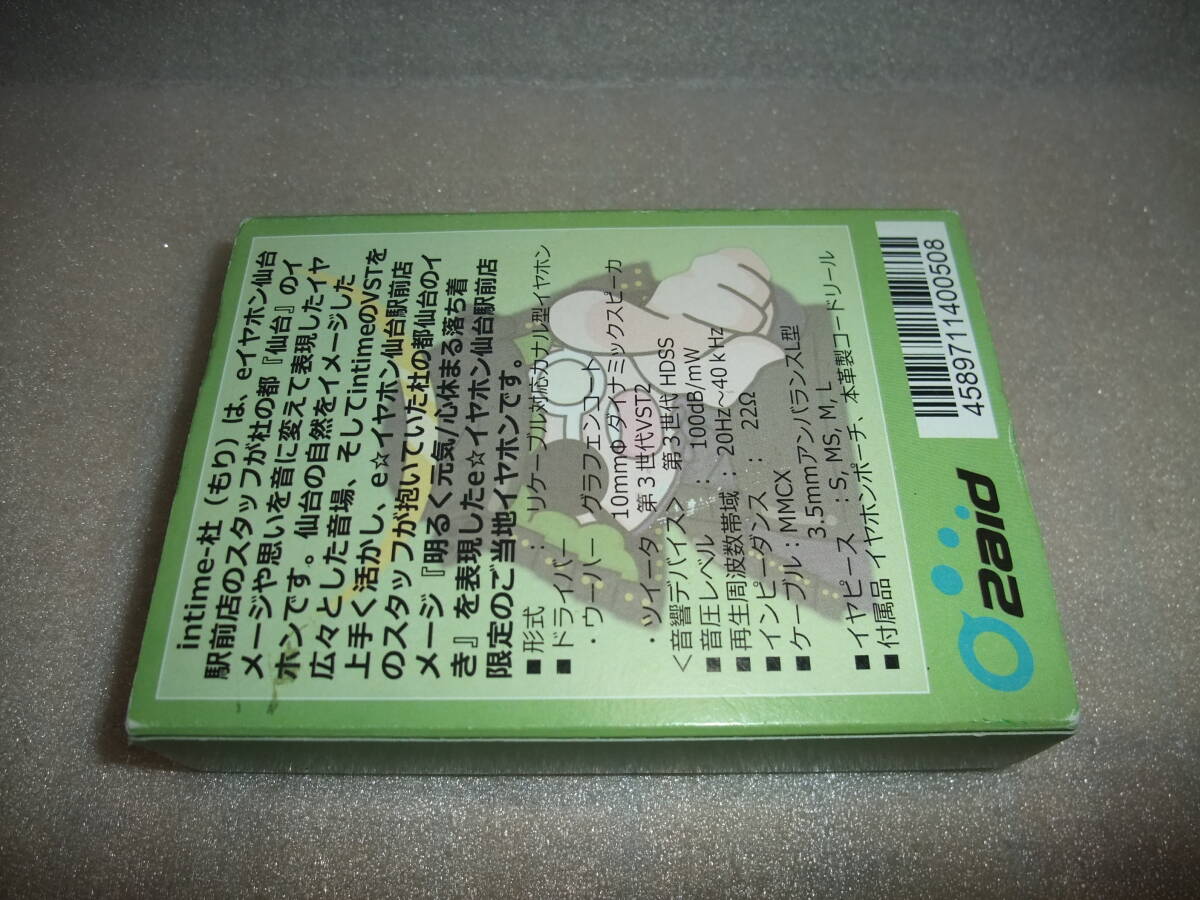 intime-杜（もり）は、eイヤホン仙台
駅前店のスタッフが杜の都『仙台』のイ
メージや思いを音に変えて表現したイヤ
ホンです。仙台の自然をイメージした
広々とした音場、そしてintimeのVSTを
上手く活かし、e☆イヤホン仙台駅前店
のスタッフが抱いていた杜の都仙台のイ
メージ『明るく元気/心休まる落ち着
き』を表現したe☆イヤホン仙台駅前店
限定のご当地イヤホンです。
■形式 ： リケーブル対応カナル型イヤホン
■ドライバー
・ウーハー グラフェンコート
10mmΦダイナミックスピーカ
・ツイータ 第３世代VST2
＜音響デバイス＞ 第３世代HDSS
■音圧レベル ： 100dB/mW
■再生周波数帯域： 20Hz～40ｋHz
■インピーダンス ： 22Ω
■ケーブル：MMCX
3.5mmアンバランスL型
■イヤピース ：S, MS, M, L
■付属品 イヤホンポーチ、本革製コードリール
4589711400508
O2aid